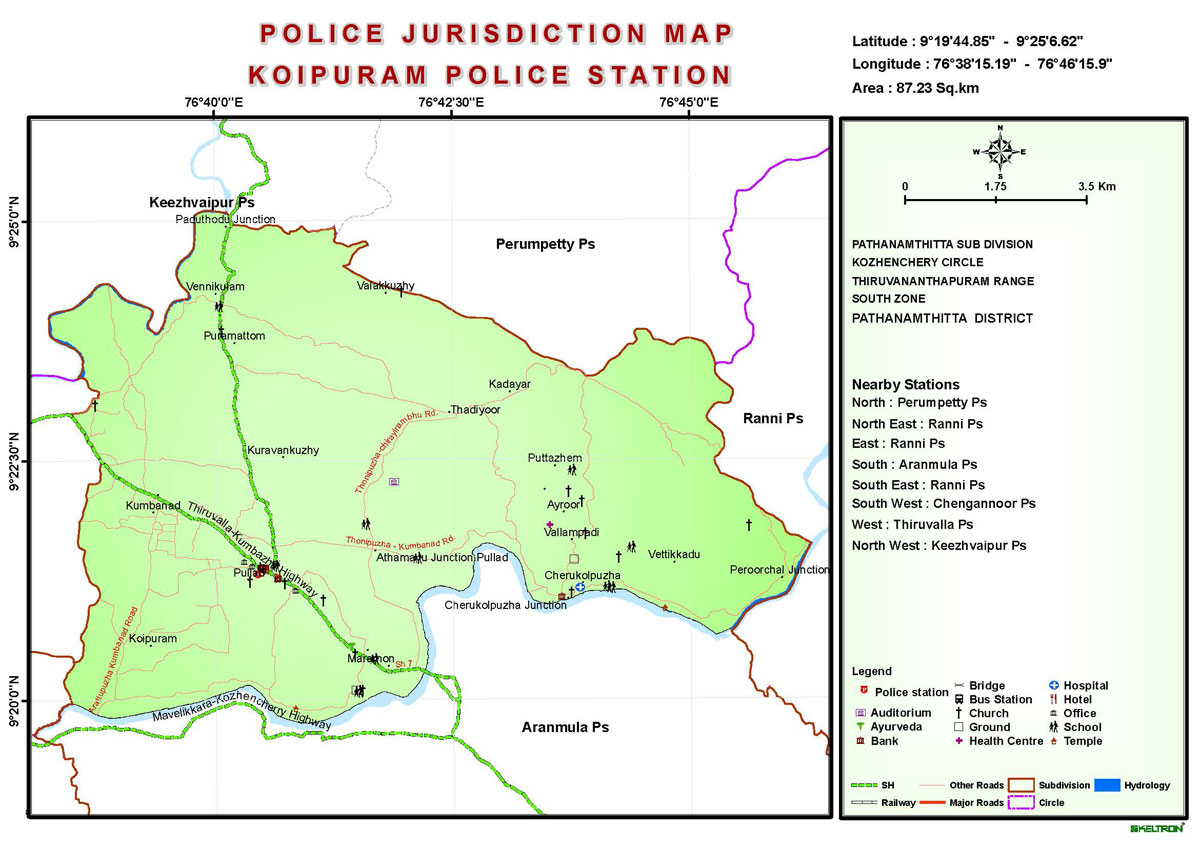 POLICE JURISDICTION MAP
KOIPURAM POLICE STATION
Latitude : 9°19'44.85" - 9°25'6.62"
Longitude : 76°38'15.19" - 76°46'15.9"
Area : 87.23 Sq.km
76°40'0"E
76°42'30"E
76°45'0"E
9°25'0"N
9°22'30"N
9°20'0"N
Keezhvaipur Ps
Paduthodu Junction
Perumpetty Ps
Vennikulam
Valakkuzhy
Puramattom
Kadayar
Thadiyoor
Thonipuzha-chirayirambhu Rd.
Ranni Ps
Kuravankuzhy
Puttazhem
Kumbanad
Thiruvalla-Kumbazha Highway
Ayroor
Vallampadi
Thonipuzha - Kumbanad Rd.
Athamanu Junction Pullad
Vettikkadu
Peroorchal Junction
Pullad
Cherukolpuzha
Cherukolpuzha Junction
Koipuram
Arattupuzha Kumbanad Road
Maramon
Sh 7
Mavelikkara-Kozhencherry Highway
Aranmula Ps
N
W
E
S
0
1.75
3.5 Km
PATHANAMTHITTA SUB DIVISION
KOZHENCHERY CIRCLE
THIRUVANANTHAPURAM RANGE
SOUTH ZONE
PATHANAMTHITTA DISTRICT
Nearby Stations
North : Perumpetty Ps
North East : Ranni Ps
East : Ranni Ps
South : Aranmula Ps
South East : Ranni Ps
South West : Chengannoor Ps
West : Thiruvalla Ps
North West : Keezhvaipur Ps
Legend
Police station
Bridge
Hospital
Bus Station
Hotel
Auditorium
Church
Office
Ayurveda
Ground
School
Bank
Health Centre
Temple
SH
Other Roads
Subdivision
Hydrology
Railway
Major Roads
Circle
KELTRON